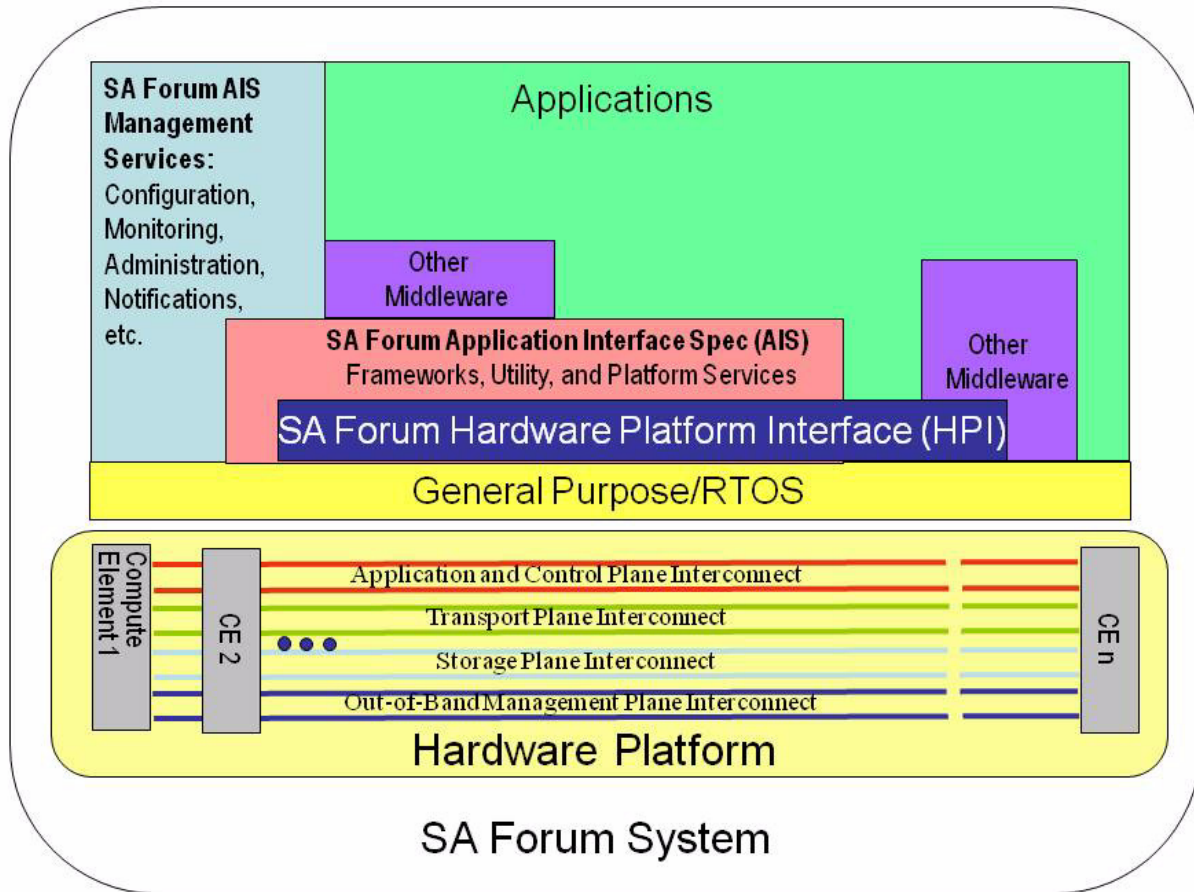 SA Forum AIS
Management
Services:
Configuration,
Monitoring,
Administration,
Notifications,
etc.
Applications
Other
Middleware
SA Forum Application Interface Spec (AIS)
Frameworks, Utility, and Platform Services
Other
Middleware
SA Forum Hardware Platform Interface (HPI)
General Purpose/RTOS
Compute
Element 1
CE 2
Application and Control Plane Interconnect
Transport Plane Interconnect
Storage Plane Interconnect
Out-of-Band Management Plane Interconnect
CE n
Hardware Platform
SA Forum System